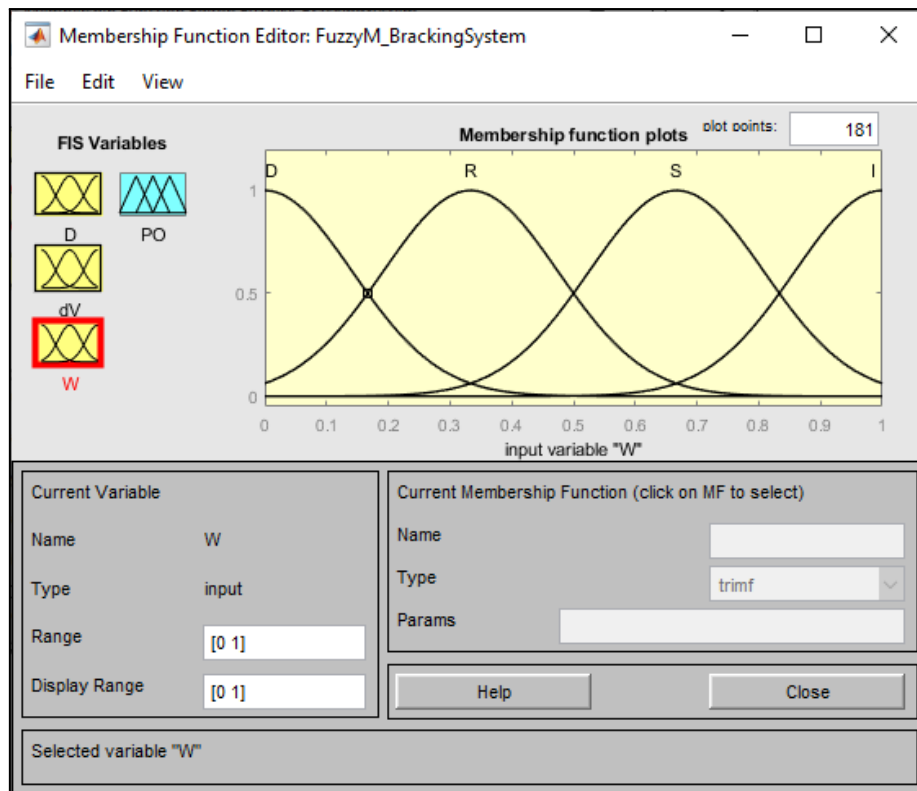 Membership Function Editor: FuzzyM_BrackingSystem
File Edit View
FIS Variables
D
PO
dV
W
Membership function plots
plot points:
181
D R S I
1
0.5
0
0 0.1 0.2 0.3 0.4 0.5 0.6 0.7 0.8 0.9 1
input variable "W"
Current Variable
Name W
Type input
Range [0 1]
Display Range [0 1]
Current Membership Function (click on MF to select)
Name
Type trimf
Params
Help Close
Selected variable "W"